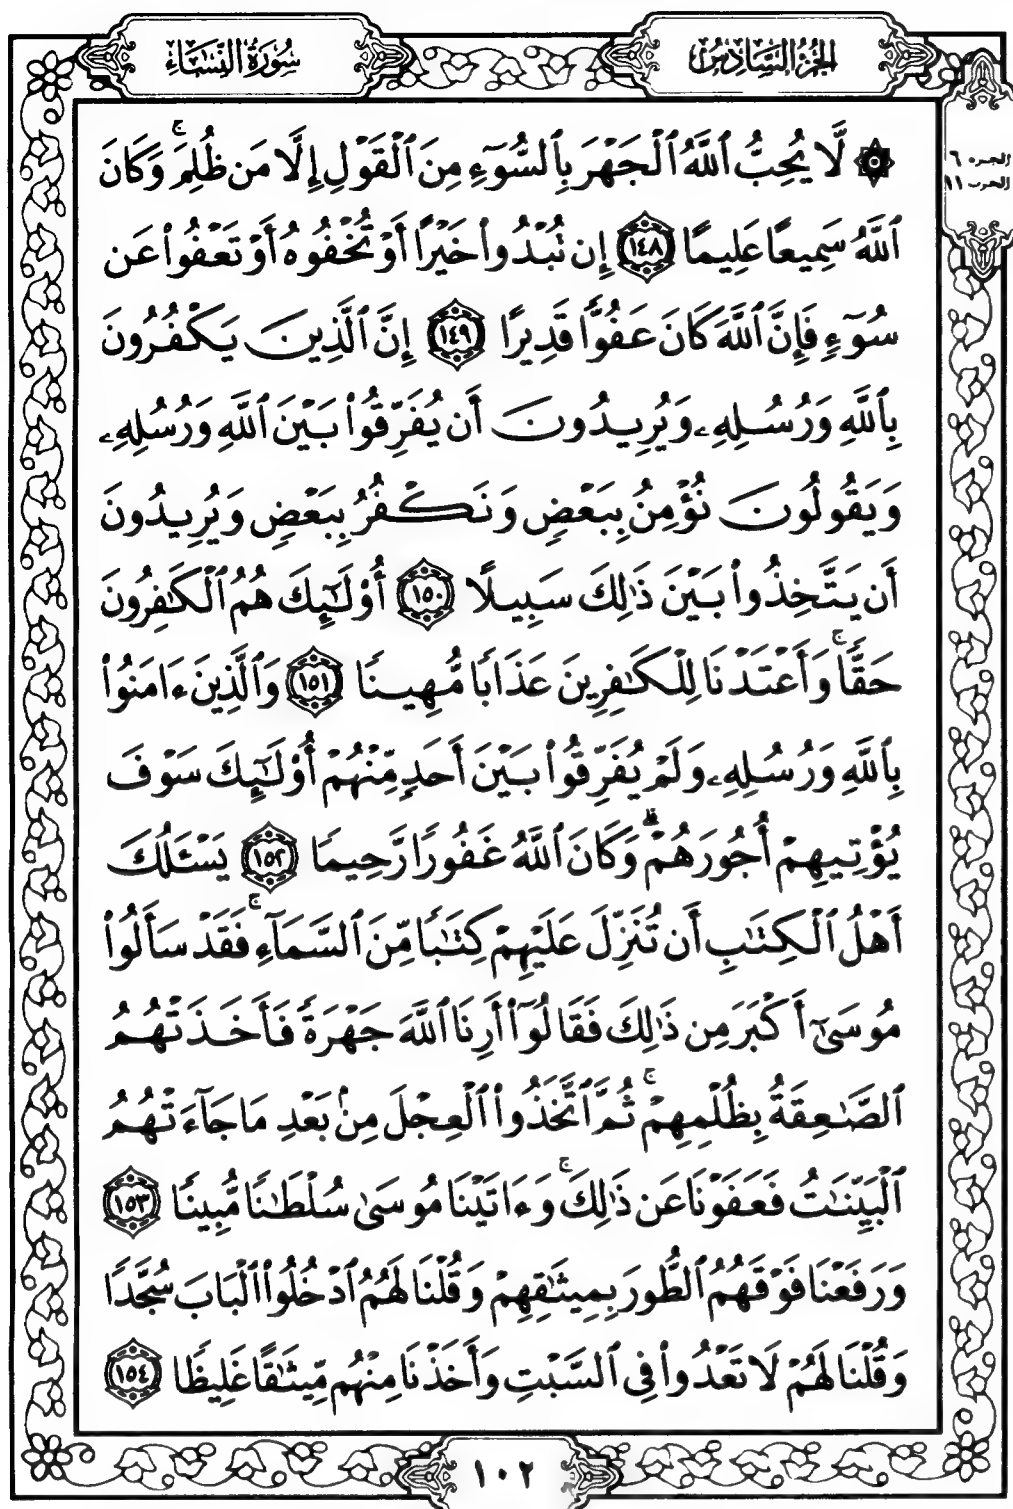 الجزء السادس
سورة النساء
الجزء ٦
الحزب ١١
۞ لَّا يُحِبُّ ٱللَّهُ ٱلْجَهْرَ بِٱلسُّوٓءِ مِنَ ٱلْقَوْلِ إِلَّا مَن ظُلِمَ ۚ وَكَانَ
ٱللَّهُ سَمِيعًا عَلِيمًا ١٤٨ إِن تُبْدُوا۟ خَيْرًا أَوْ تُخْفُوهُ أَوْ تَعْفُوا۟ عَن
سُوٓءٍ فَإِنَّ ٱللَّهَ كَانَ عَفُوًّا قَدِيرًا ١٤٩ إِنَّ ٱلَّذِينَ يَكْفُرُونَ
بِٱللَّهِ وَرُسُلِهِۦ وَيُرِيدُونَ أَن يُفَرِّقُوا۟ بَيْنَ ٱللَّهِ وَرُسُلِهِۦ
وَيَقُولُونَ نُؤْمِنُ بِبَعْضٍ وَنَكْفُرُ بِبَعْضٍ وَيُرِيدُونَ
أَن يَتَّخِذُوا۟ بَيْنَ ذَٰلِكَ سَبِيلًا ١٥٠ أُو۟لَٰٓئِكَ هُمُ ٱلْكَٰفِرُونَ
حَقًّا ۚ وَأَعْتَدْنَا لِلْكَٰفِرِينَ عَذَابًا مُّهِينًا ١٥١ وَٱلَّذِينَ ءَامَنُوا۟
بِٱللَّهِ وَرُسُلِهِۦ وَلَمْ يُفَرِّقُوا۟ بَيْنَ أَحَدٍ مِّنْهُمْ أُو۟لَٰٓئِكَ سَوْفَ
يُؤْتِيهِمْ أُجُورَهُمْ ۗ وَكَانَ ٱللَّهُ غَفُورًا رَّحِيمًا ١٥٢ يَسْـَٔلُكَ
أَهْلُ ٱلْكِتَٰبِ أَن تُنَزِّلَ عَلَيْهِمْ كِتَٰبًا مِّنَ ٱلسَّمَآءِ ۚ فَقَدْ سَأَلُوا۟
مُوسَىٰٓ أَكْبَرَ مِن ذَٰلِكَ فَقَالُوٓا۟ أَرِنَا ٱللَّهَ جَهْرَةً فَأَخَذَتْهُمُ
ٱلصَّٰعِقَةُ بِظُلْمِهِمْ ۚ ثُمَّ ٱتَّخَذُوا۟ ٱلْعِجْلَ مِنۢ بَعْدِ مَا جَآءَتْهُمُ
ٱلْبَيِّنَٰتُ فَعَفَوْنَا عَن ذَٰلِكَ ۚ وَءَاتَيْنَا مُوسَىٰ سُلْطَٰنًا مُّبِينًا ١٥٣
وَرَفَعْنَا فَوْقَهُمُ ٱلطُّورَ بِمِيثَٰقِهِمْ وَقُلْنَا لَهُمُ ٱدْخُلُوا۟ ٱلْبَابَ سُجَّدًا
وَقُلْنَا لَهُمْ لَا تَعْدُوا۟ فِى ٱلسَّبْتِ وَأَخَذْنَا مِنْهُم مِّيثَٰقًا غَلِيظًا ١٥٤
١٠٢